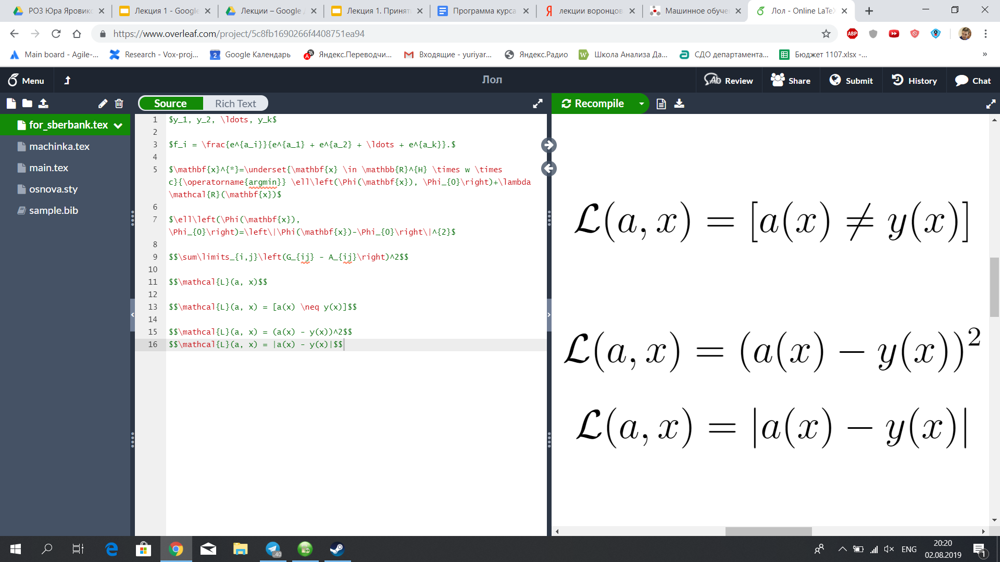 РОЗ Юра Яровик
Лекция 1 - Google
Лекции – Google
Лекция 1. Принят
Программа курса
лекции воронцов
Машинное обуче
Лол - Online LaTeX
https://www.overleaf.com/project/5c8fb1690266f4408751ea94
ABP
Main board - Agile-...
Research - Vox-proj...
2 Google Календарь
Яндекс.Переводчи...
Входящие - yuriyar...
Яндекс.Радио
W Школа Анализа Да...
СДО департамента...
Бюджет 1107.xlsx -...
»
Menu
Лол
Review
Share
Submit
History
Chat
Source
Rich Text
Recompile
for_sberbank.tex
machinka.tex
main.tex
osnova.sty
sample.bib
1 $y_1, y_2, \ldots, y_k$
2
3 $f_i = \frac{e^{a_i}}{e^{a_1} + e^{a_2} + \ldots + e^{a_k}}.$
4
5 $\mathbf{x}^{*}=\underset{\mathbf{x} \in \mathbb{R}^{H} \times w \times
c}{\operatorname{argmin}} \ell\left(\Phi(\mathbf{x}), \Phi_{0}\right)+\lambda
\mathcal{R}(\mathbf{x})$
6
7 $\ell\left(\Phi(\mathbf{x}),
\Phi_{0}\right)=\left\|\Phi(\mathbf{x})-\Phi_{0}\right\|^{2}$
8
9 $$\sum\limits_{i,j}\left(G_{ij} - A_{ij}\right)^2$$
10
11 $$\mathcal{L}(a, x)$$
12
13 $$\mathcal{L}(a, x) = [a(x) \neq y(x)]$$
14
15 $$\mathcal{L}(a, x) = (a(x) - y(x))^2$$
16 $$\mathcal{L}(a, x) = |a(x) - y(x)|$$
ℒ(a, x) = [a(x) ≠ y(x)]
ℒ(a, x) = (a(x) − y(x))²
ℒ(a, x) = |a(x) − y(x)|
40
ENG
20:20
02.08.2019
1